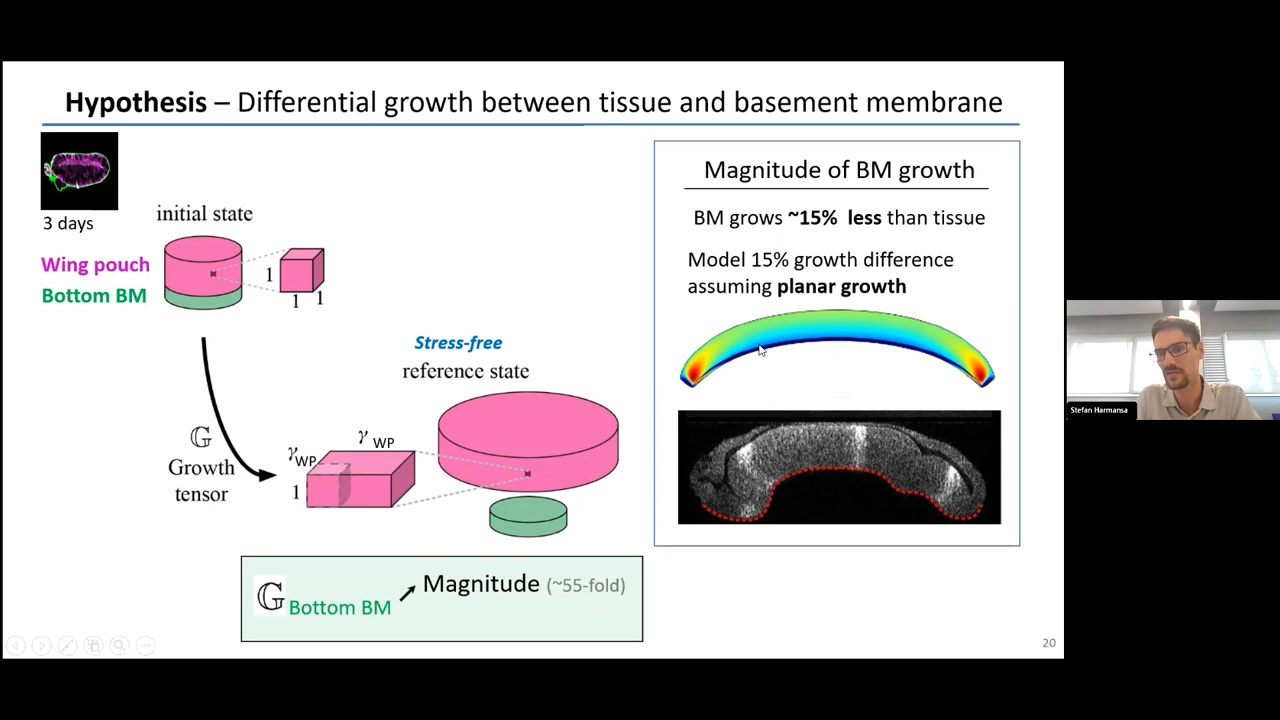 Hypothesis – Differential growth between tissue and basement membrane
3 days
initial state
Wing pouch
Bottom BM
1
1 1
Stress-free
reference state
𝔾
Growth
tensor
γ WP
γWP
1
𝔾 Bottom BM
Magnitude (~55-fold)
Magnitude of BM growth
BM grows ~15% less than tissue
Model 15% growth difference
assuming planar growth
20
Stefan Harmansa